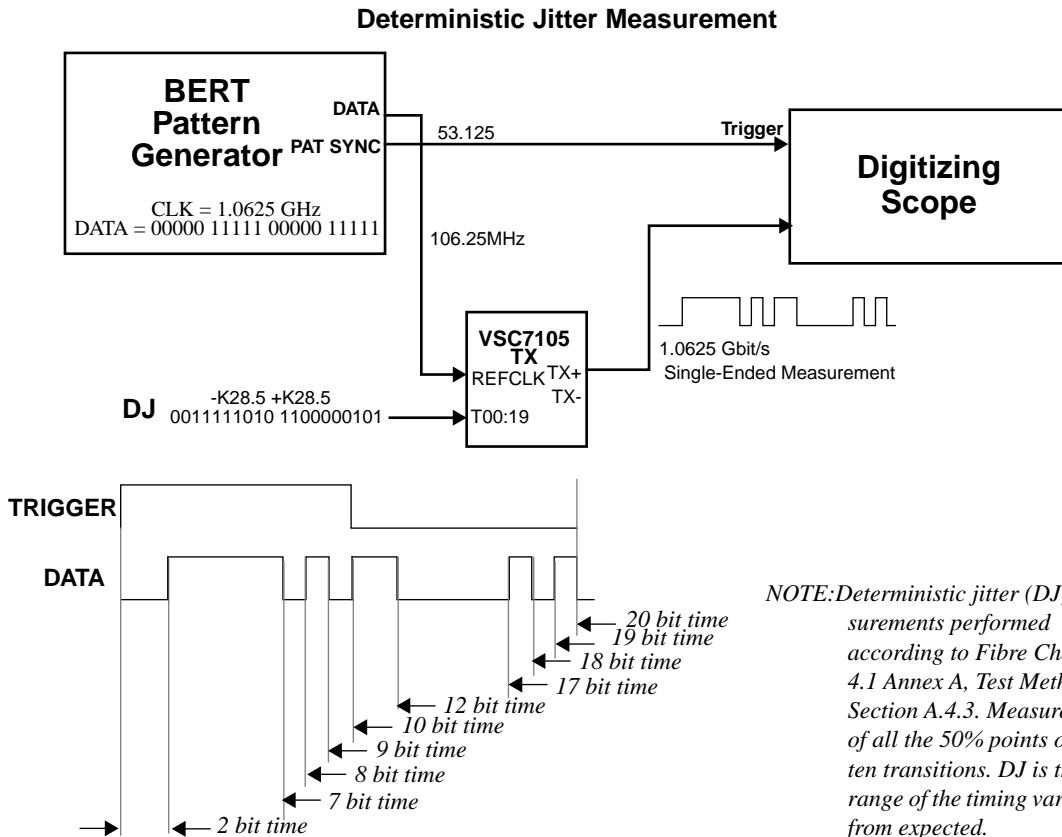 Deterministic Jitter Measurement
BERT
Pattern
Generator
DATA
PAT SYNC
CLK = 1.0625 GHz
DATA = 00000 11111 00000 11111
53.125
Trigger
Digitizing
Scope
106.25MHz
VSC7105
TX
REFCLK
TX+
TX-
T00:19
1.0625 Gbit/s
Single-Ended Measurement
-K28.5 +K28.5
DJ
0011111010 1100000101
TRIGGER
DATA
20 bit time
19 bit time
18 bit time
17 bit time
12 bit time
10 bit time
9 bit time
8 bit time
7 bit time
2 bit time
NOTE:Deterministic jitter (DJ
surements performed
according to Fibre Ch
4.1 Annex A, Test Meth
Section A.4.3. Measure
of all the 50% points o
ten transitions. DJ is t
range of the timing var
from expected.